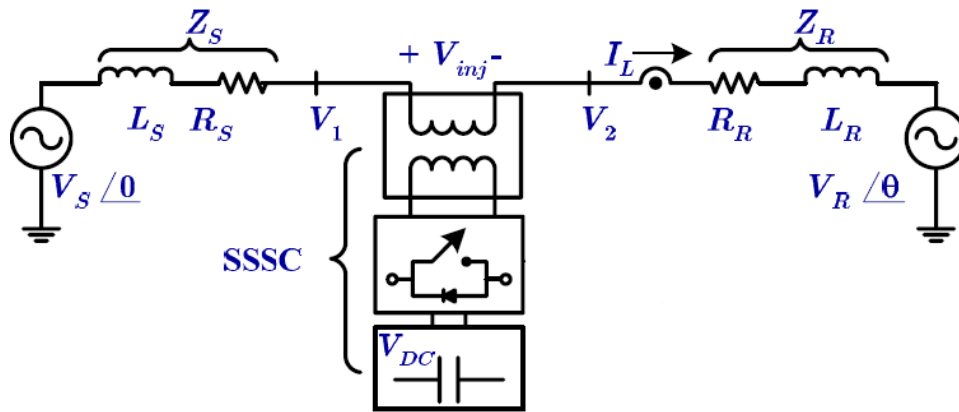 Z_S
+ V_inj -
I_L
Z_R
L_S R_S
V_1
V_2
R_R L_R
V_S /0
V_R /θ
SSSC
V_DC